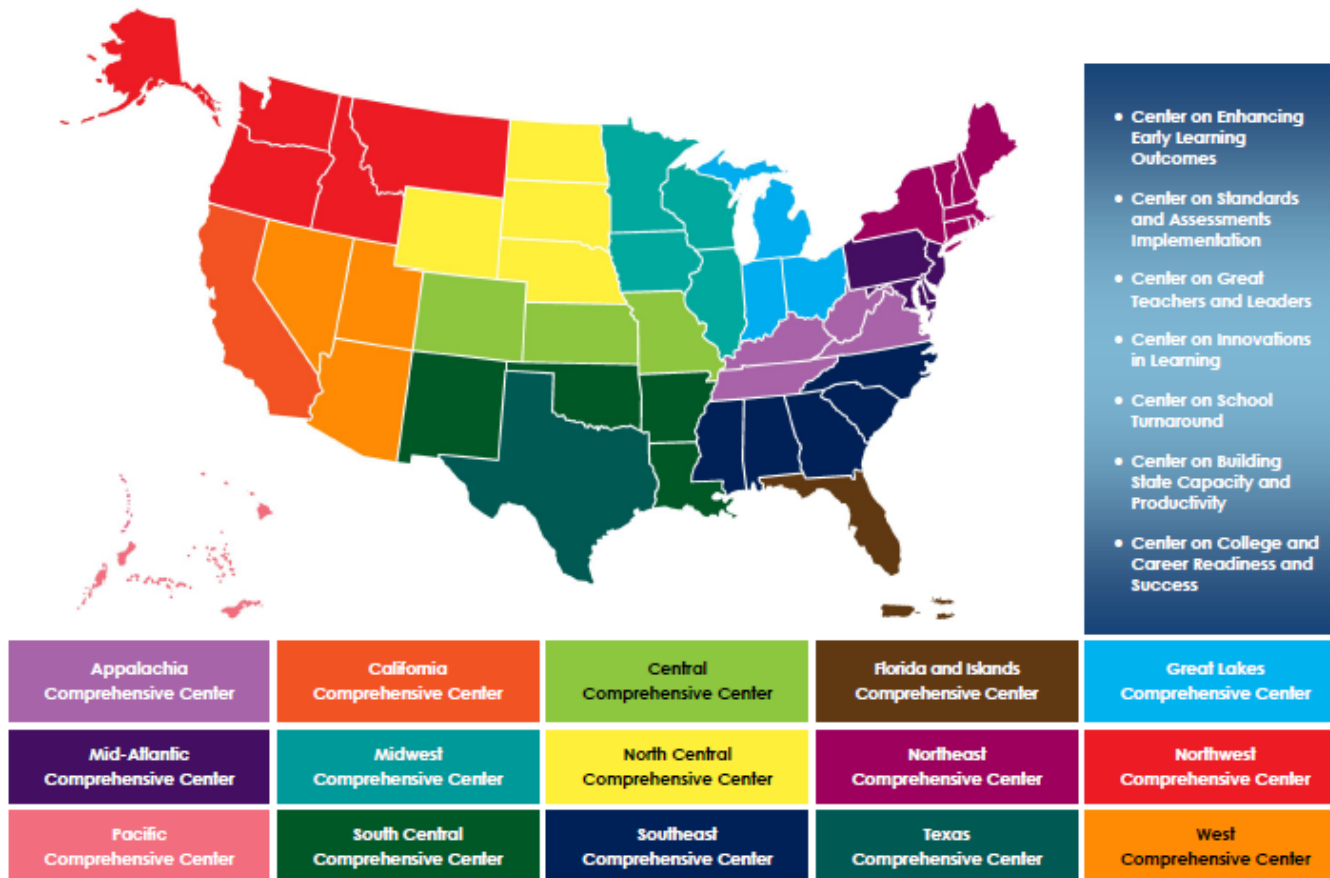 • Center on Enhancing
Early Learning
Outcomes
• Center on Standards
and Assessments
Implementation
• Center on Great
Teachers and Leaders
• Center on Innovations
in Learning
• Center on School
Turnaround
• Center on Building
State Capacity and
Productivity
• Center on College and
Career Readiness and
Success
Appalachia
Comprehensive Center
California
Comprehensive Center
Central
Comprehensive Center
Florida and Islands
Comprehensive Center
Great Lakes
Comprehensive Center
Mid-Atlantic
Comprehensive Center
Midwest
Comprehensive Center
North Central
Comprehensive Center
Northeast
Comprehensive Center
Northwest
Comprehensive Center
Pacific
Comprehensive Center
South Central
Comprehensive Center
Southeast
Comprehensive Center
Texas
Comprehensive Center
West
Comprehensive Center